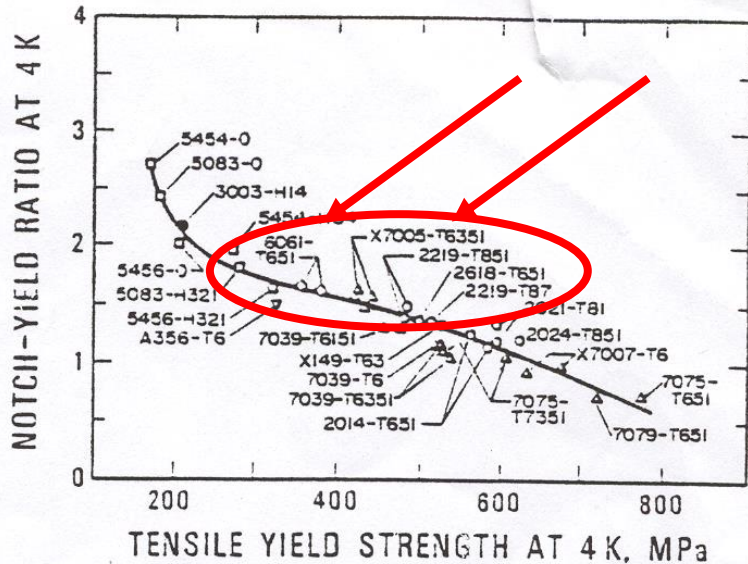 NOTCH-YIELD RATIO AT 4 K
4
3
2
1
0
5454-O
5083-O
3003-H14
6061-
T651
X7005-T6351
2219-T851
2618-T651
2219-T87
2021-T81
2024-T851
X7007-T6
7075-
T651
7079-T651
5456-O
5083-H321
5456-H321
A356-T6
7039-T6151
X149-T63
7039-T6
7039-T6351
2014-T651
7075-
T7351
200
400
600
800
TENSILE YIELD STRENGTH AT 4 K, MPa